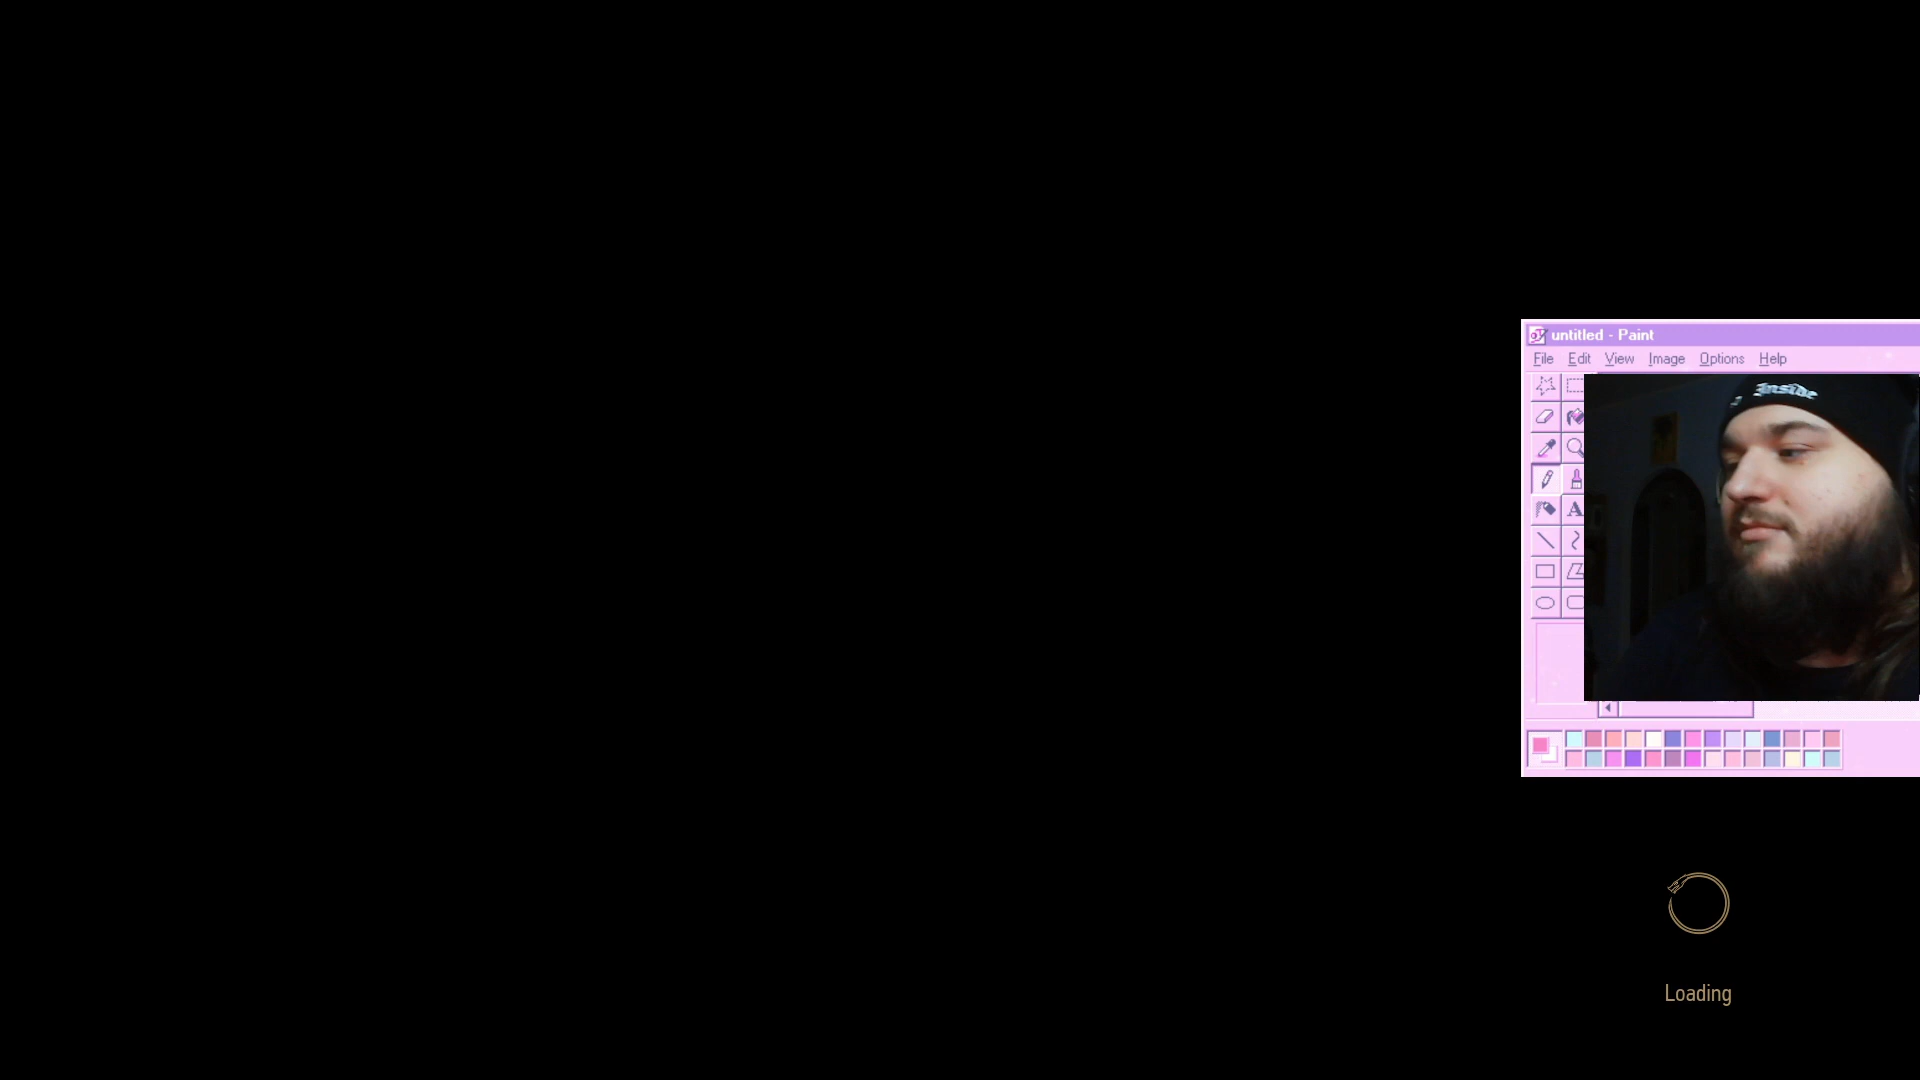 untitled - Paint
File Edit View Image Options Help
Inside
A
Loading